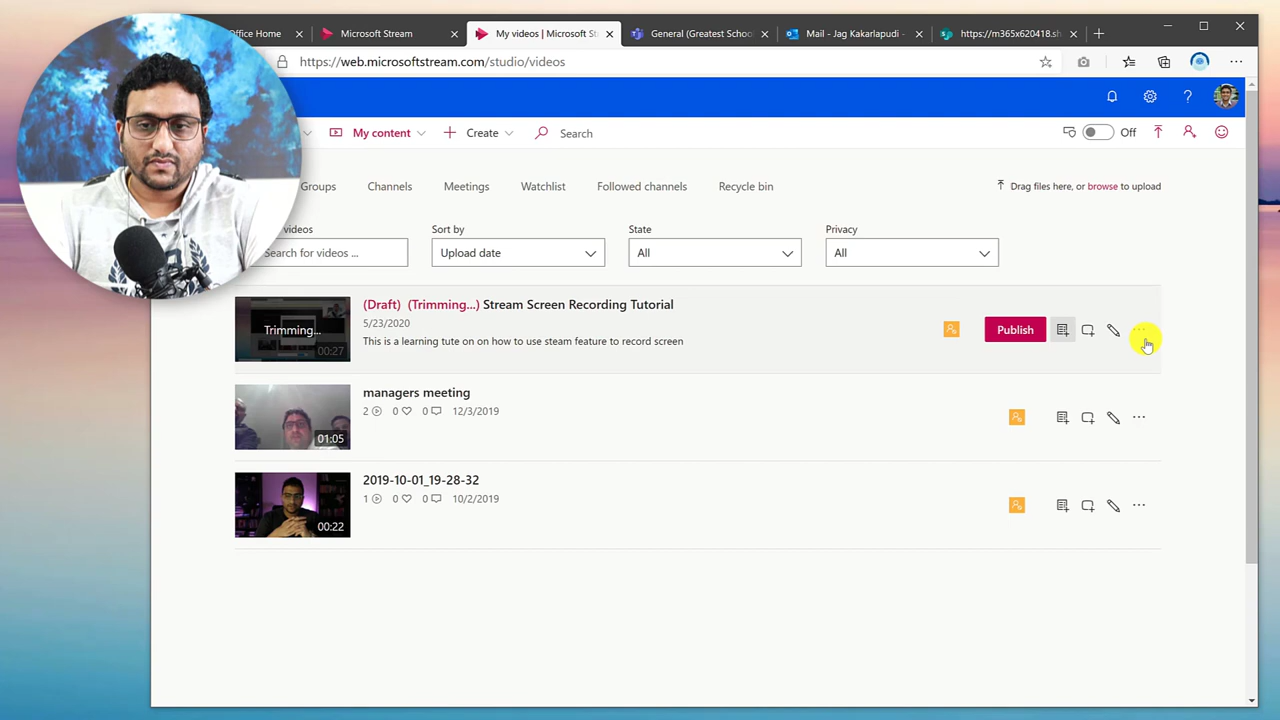 ffice Home
Microsoft Stream
My videos | Microsoft St
General (Greatest Schoo
Mail - Jag Kakarlapudi -
https://m365x620418.sh
https://web.microsoftstream.com/studio/videos
My content
Create
Search
Off
Groups
Channels
Meetings
Watchlist
Followed channels
Recycle bin
Drag files here, or browse to upload
videos
Sort by
State
Privacy
Search for videos ...
Upload date
All
All
(Draft) (Trimming...) Stream Screen Recording Tutorial
5/23/2020
This is a learning tute on on how to use steam feature to record screen
Trimming...
00:27
Publish
managers meeting
2 0 0 12/3/2019
01:05
2019-10-01_19-28-32
1 0 0 10/2/2019
00:22